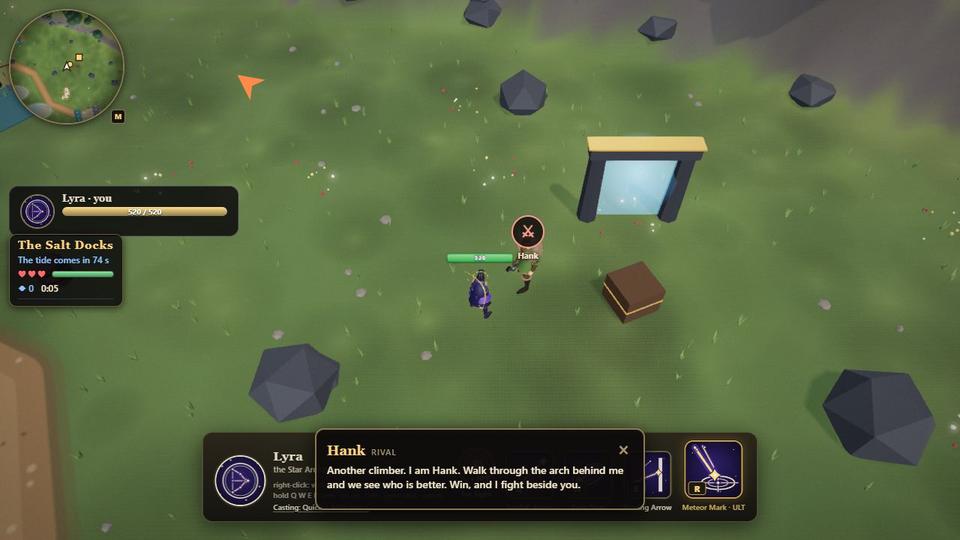 M
Lyra · you
520 / 520
The Salt Docks
The tide comes in 74 s
0 0:05
520
Hank
Lyra
the Star Ar
right-click: w
hold Q W E
Casting: Quic
Hank RIVAL
Another climber. I am Hank. Walk through the arch behind me
and we see who is better. Win, and I fight beside you.
ng Arrow
R
Meteor Mark · ULT